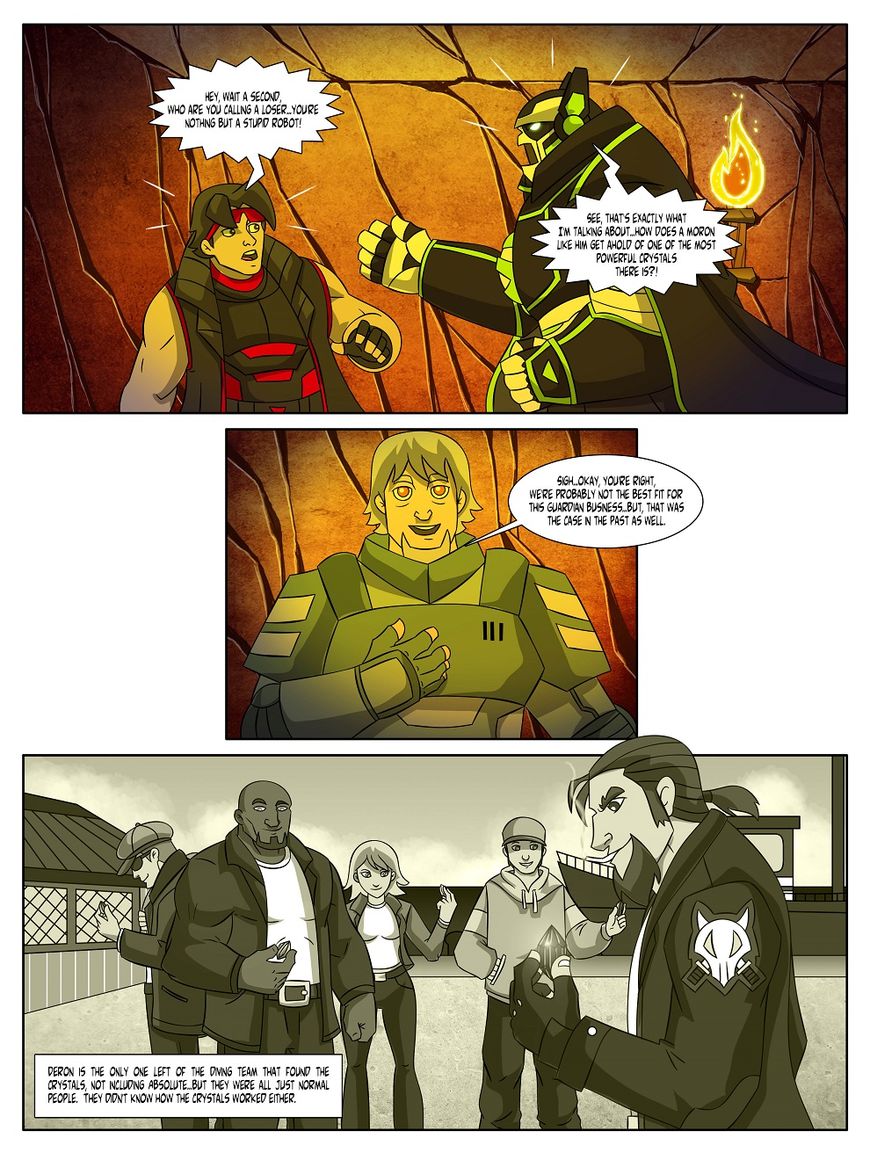 HEY, WAIT A SECOND,
WHO ARE YOU CALLING A LOSER...YOU'RE
NOTHING BUT A STUPID ROBOT!
SEE, THAT'S EXACTLY WHAT
I'M TALKING ABOUT...HOW DOES A MORON
LIKE HIM GET AHOLD OF ONE OF THE MOST
POWERFUL CRYSTALS
THERE IS?!
SIGH...OKAY, YOU'RE RIGHT,
WE'RE PROBABLY NOT THE BEST FIT FOR
THIS GUARDIAN BUSNESS...BUT, THAT WAS
THE CASE IN THE PAST AS WELL.
DERON IS THE ONLY ONE LEFT OF THE DIVING TEAM THAT FOUND THE
CRYSTALS, NOT INCLUDING ABSOLUTE...BUT THEY WERE ALL JUST NORMAL
PEOPLE. THEY DIDN'T KNOW HOW THE CRYSTALS WORKED EITHER.